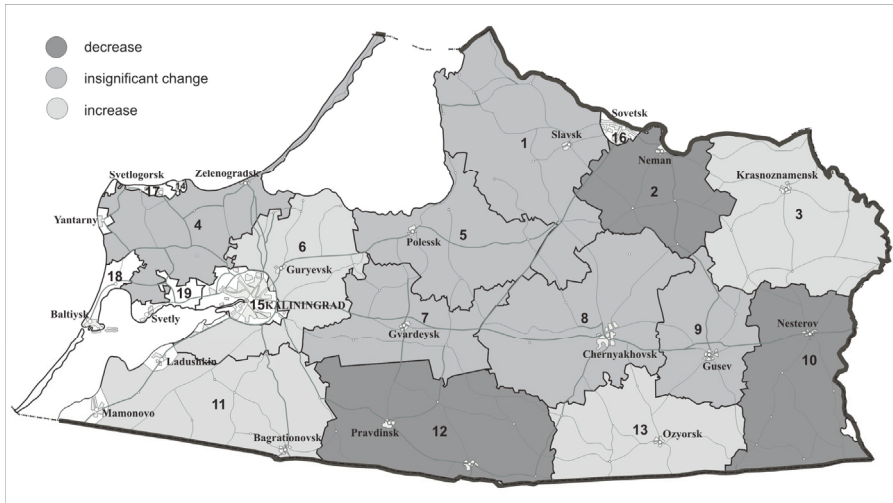 decrease
insignificant change
increase
Sovetsk
16
1
Slavsk
Neman
Svetlogorsk
Zelenogradsk
17
14
Krasnoznamensk
2
3
Yantarny
4
6
5
Polessk
Guryevsk
18
19
15 KALININGRAD
Baltiysk
Svetly
7
Gvardeysk
8
Chernyakhovsk
9
Gusev
Nesterov
10
Ladushkin
Mamonovo
11
Bagrationovsk
Pravdinsk
12
13
Ozyorsk